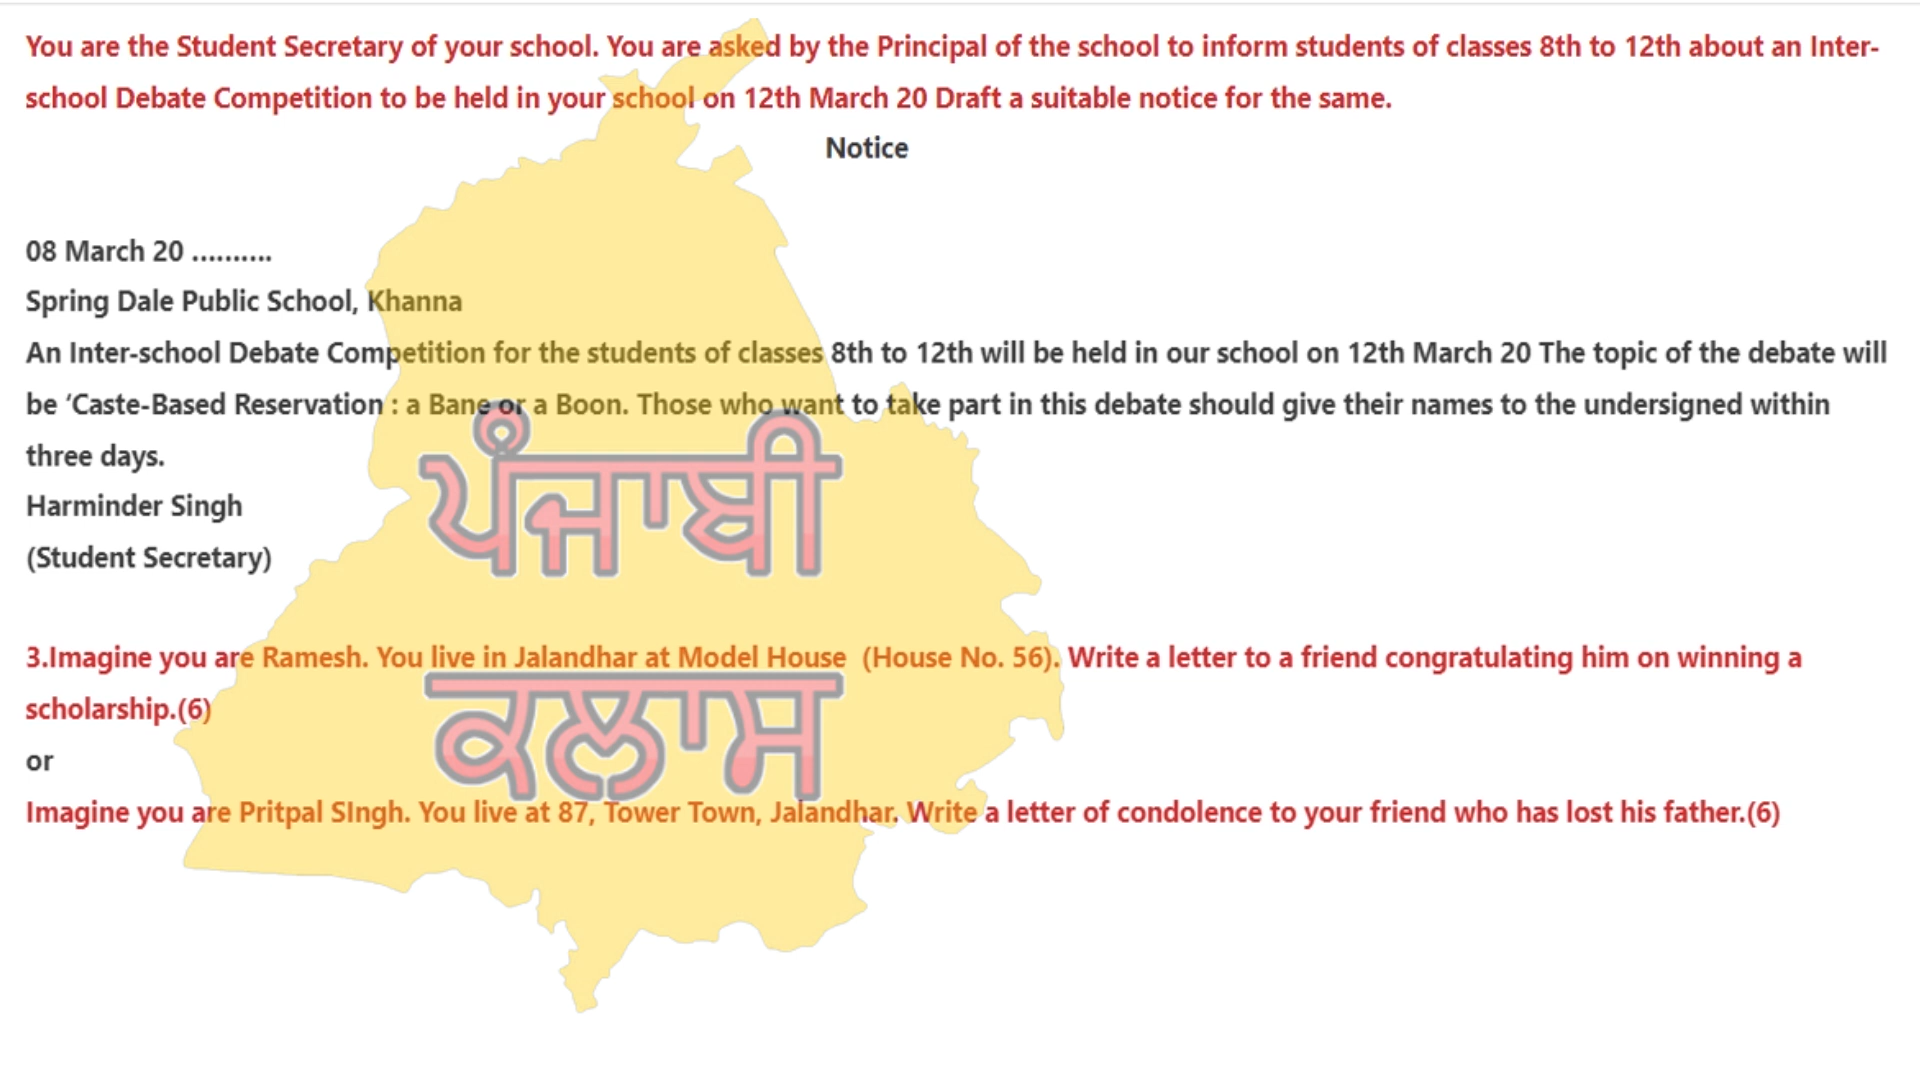 You are the Student Secretary of your school. You are asked by the Principal of the school to inform students of classes 8th to 12th about an Inter-
school Debate Competition to be held in your school on 12th March 20 Draft a suitable notice for the same.
Notice
08 March 20 ..........
Spring Dale Public School, Khanna
An Inter-school Debate Competition for the students of classes 8th to 12th will be held in our school on 12th March 20 The topic of the debate will
be ‘Caste-Based Reservation : a Bane or a Boon. Those who want to take part in this debate should give their names to the undersigned within
three days.
ਪੰਜਾਬੀ
Harminder Singh
(Student Secretary)
3.Imagine you are Ramesh. You live in Jalandhar at Model House (House No. 56). Write a letter to a friend congratulating him on winning a
scholarship.(6)
ਕਲਾਸ
or
Imagine you are Pritpal SIngh. You live at 87, Tower Town, Jalandhar. Write a letter of condolence to your friend who has lost his father.(6)